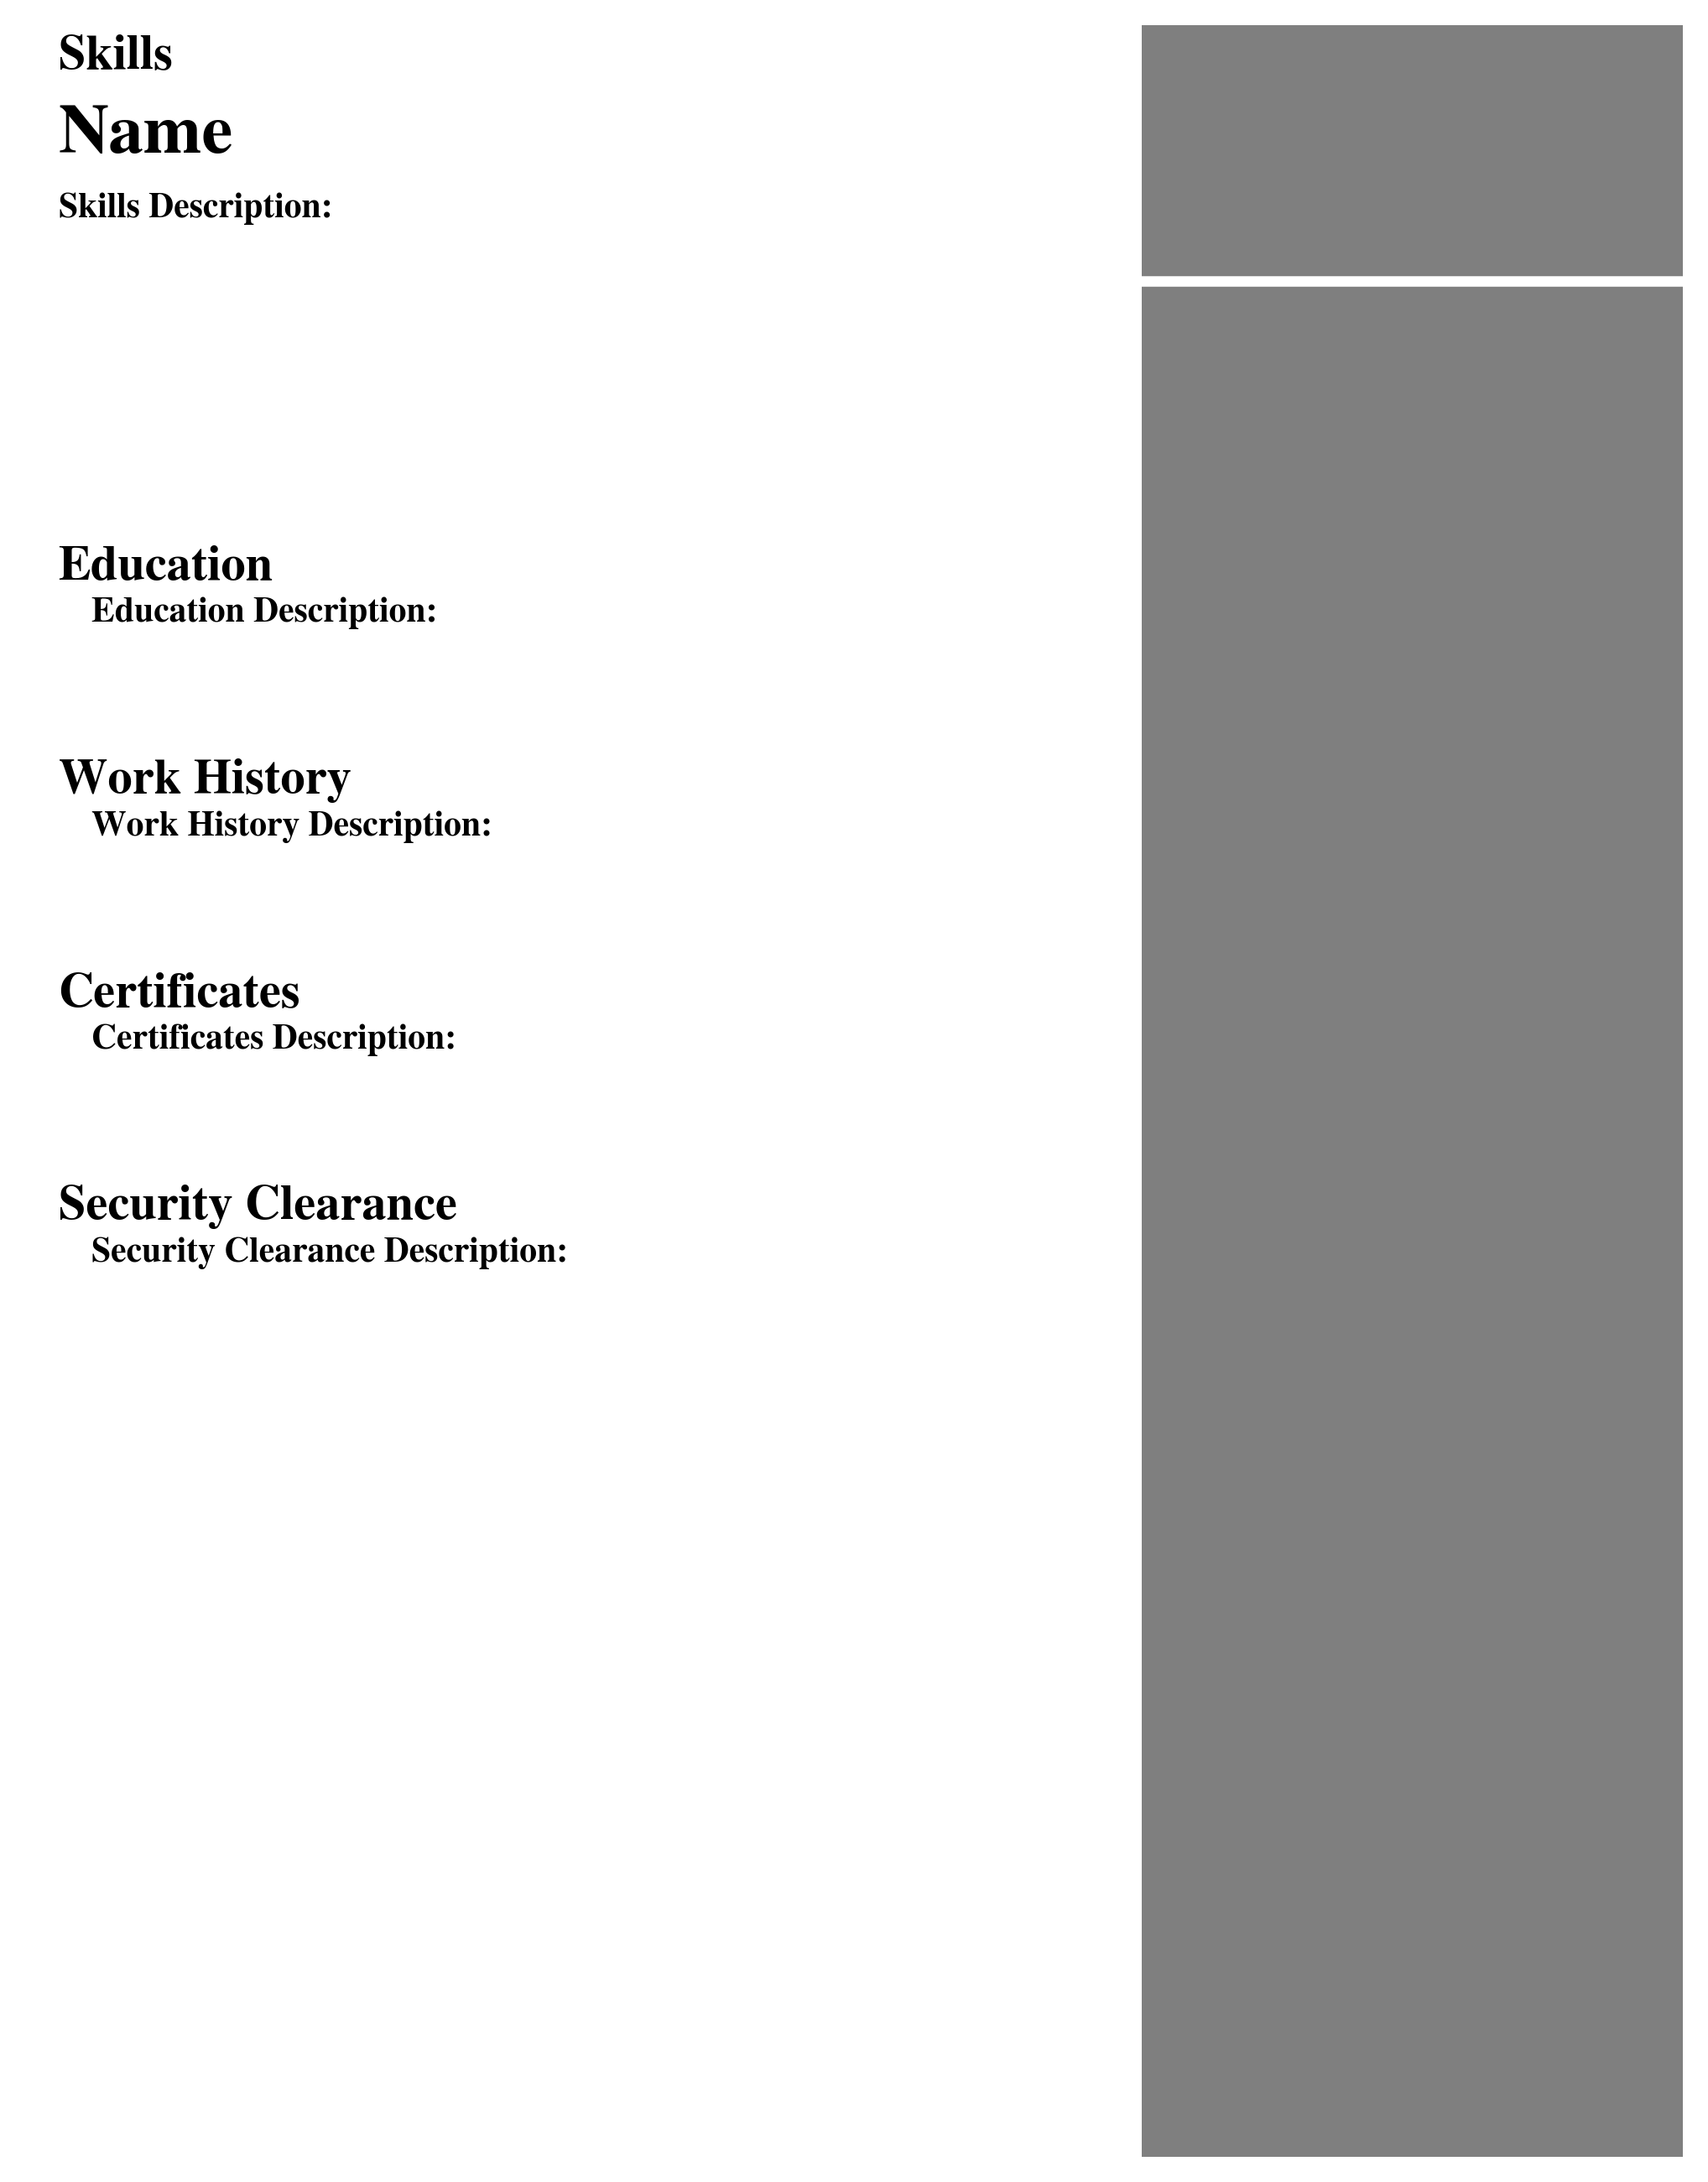 Skills
Name
Skills Description:
Education
Education Description:
Work History
Work History Description:
Certificates
Certificates Description:
Security Clearance
Security Clearance Description: